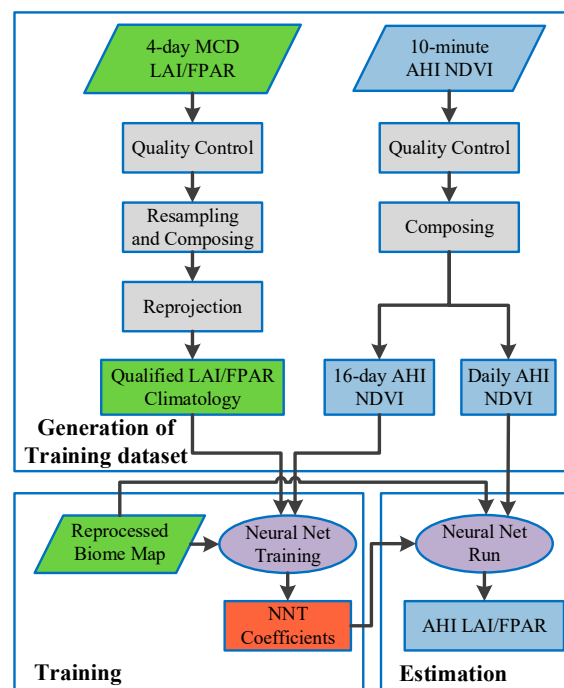 4-day MCD
LAI/FPAR
10-minute
AHI NDVI
Quality Control
Quality Control
Resampling
and Composing
Composing
Reprojection
Qualified LAI/FPAR
Climatology
16-day AHI
NDVI
Daily AHI
NDVI
Generation of
Training dataset
Reprocessed
Biome Map
Neural Net
Training
Neural Net
Run
NNT
Coefficients
AHI LAI/FPAR
Training
Estimation